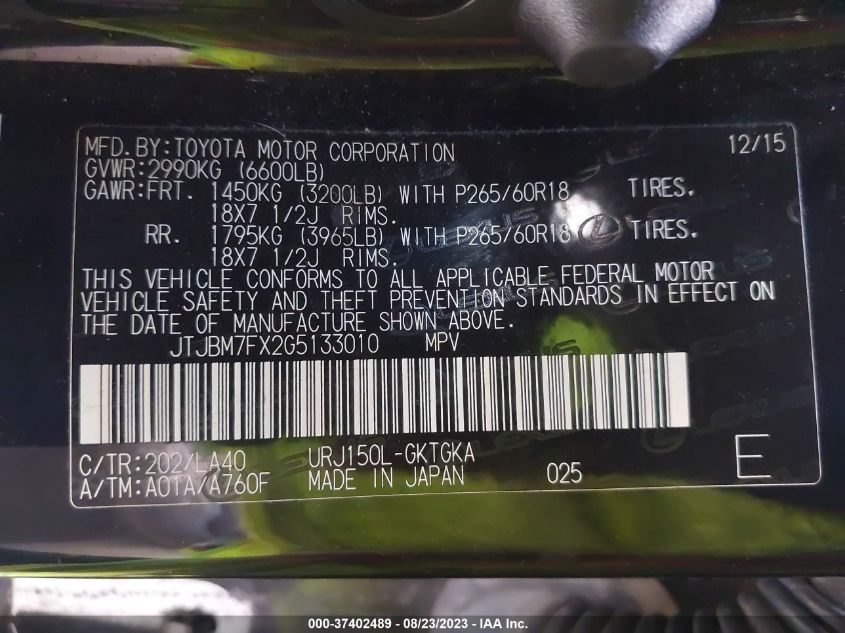 MFD.BY:TOYOTA MOTOR CORPORATION 12/15
GVWR:2990KG (6600LB)
GAWR:FRT. 1450KG (3200LB) WITH P265/60R18 TIRES.
18X7 1/2J RIMS.
RR. 1795KG (3965LB) WITH P265/60R18 TIRES.
18X7 1/2J RIMS.
THIS VEHICLE CONFORMS TO ALL APPLICABLE FEDERAL MOTOR
VEHICLE SAFETY AND THEFT PREVENTION STANDARDS IN EFFECT ON
THE DATE OF MANUFACTURE SHOWN ABOVE.
JTJBM7FX2G5133010 MPV
C/TR:202/LA40 URJ150L-GKTGKA
A/TM:A01A/A760F MADE IN JAPAN 025 E
000-37402489 - 08/23/2023 - IAA Inc.